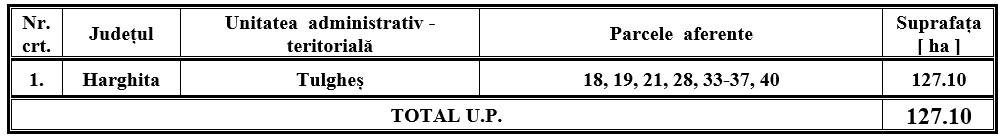 Nr. crt. Județul Unitatea administrativ - teritorială Parcele aferente Suprafața [ ha ]
1. Harghita Tulgheș 18, 19, 21, 28, 33-37, 40 127.10
TOTAL U.P. 127.10